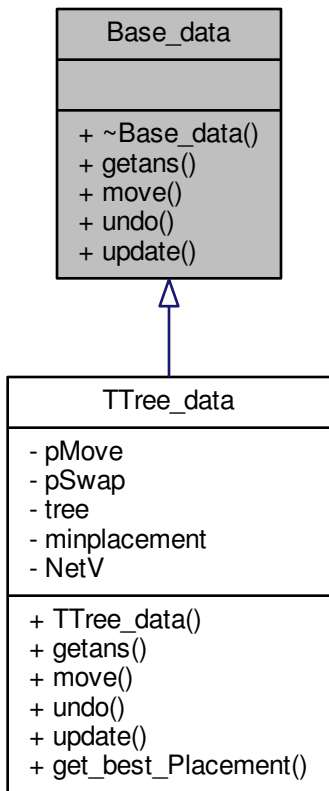 Base_data
+ ~Base_data()
+ getans()
+ move()
+ undo()
+ update()
TTree_data
- pMove
- pSwap
- tree
- minplacement
- NetV
+ TTree_data()
+ getans()
+ move()
+ undo()
+ update()
+ get_best_Placement()